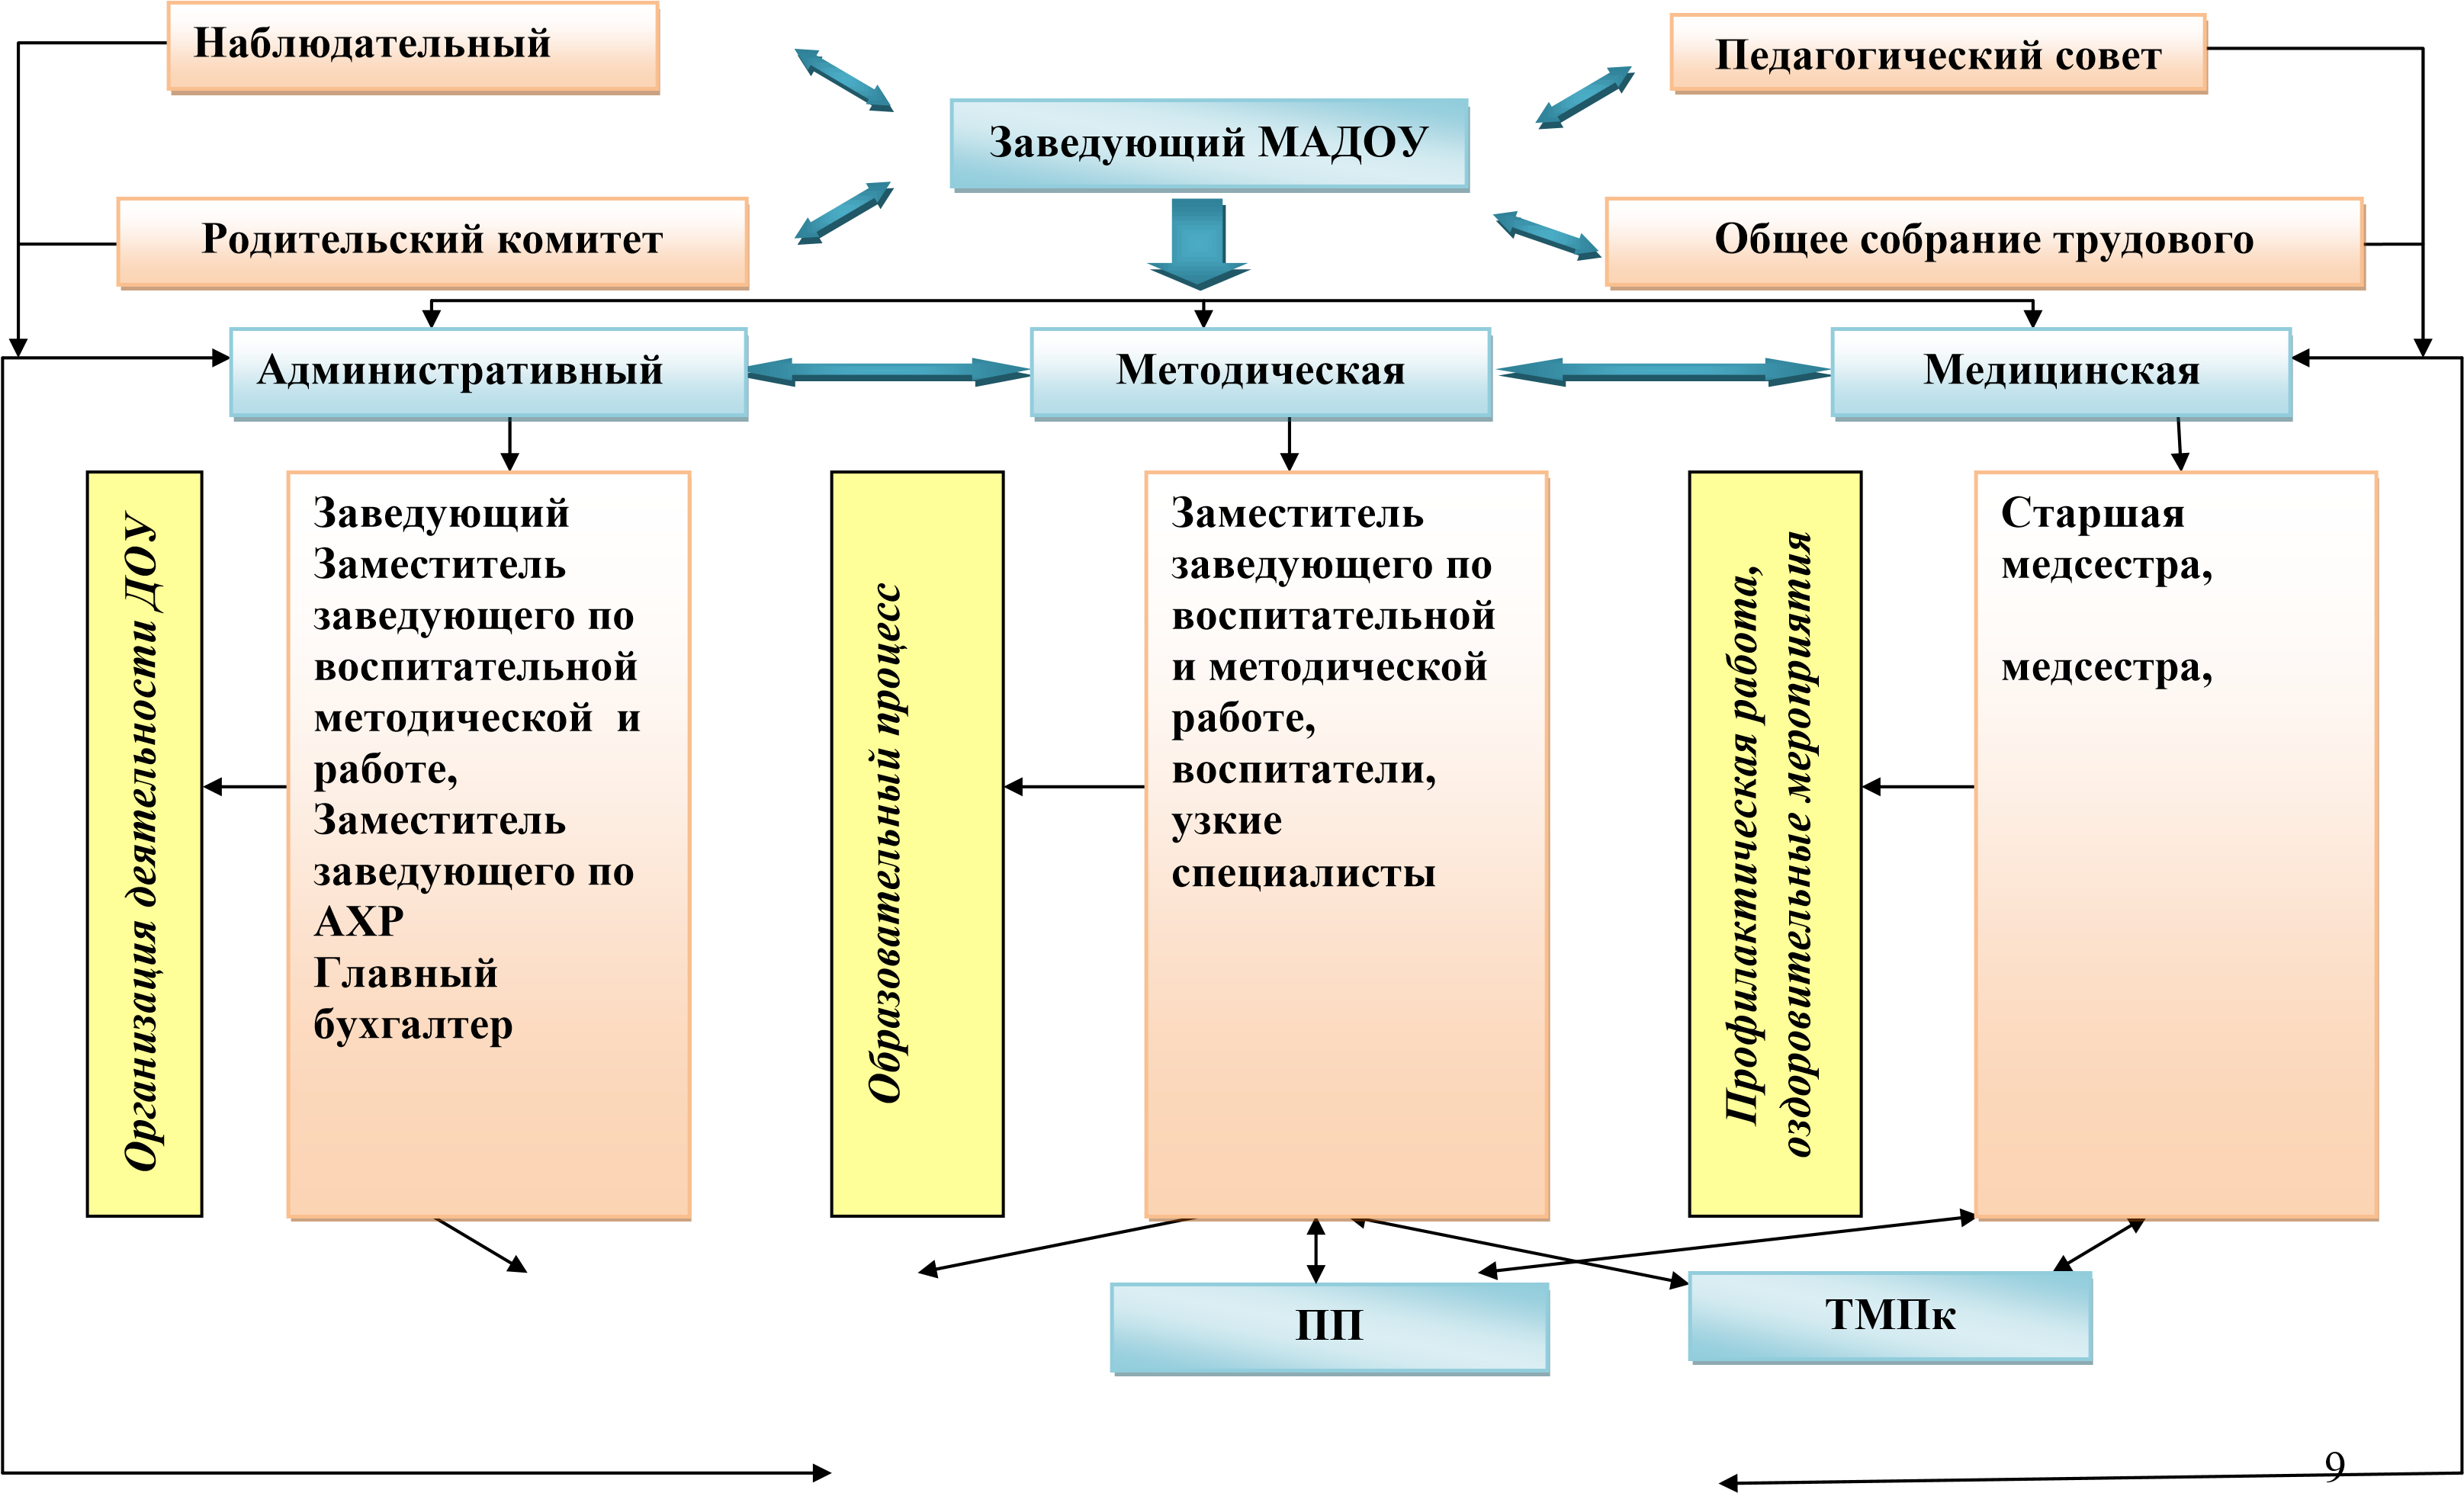 Наблюдательный
Педагогический совет
Заведующий МАДОУ
Родительский комитет
Общее собрание трудового
Административный
Методическая
Медицинская
Организация деятельности ДОУ
Заведующий
Заместитель
заведующего по
воспитательной
методической  и
работе,
Заместитель
заведующего по
АХР
Главный
бухгалтер
Образовательный процесс
Заместитель
заведующего по
воспитательной
и методической
работе,
воспитатели,
узкие
специалисты
Профилактическая работа,
оздоровительные мероприятия
Старшая
медсестра,
медсестра,
ПП
ТМПк
9